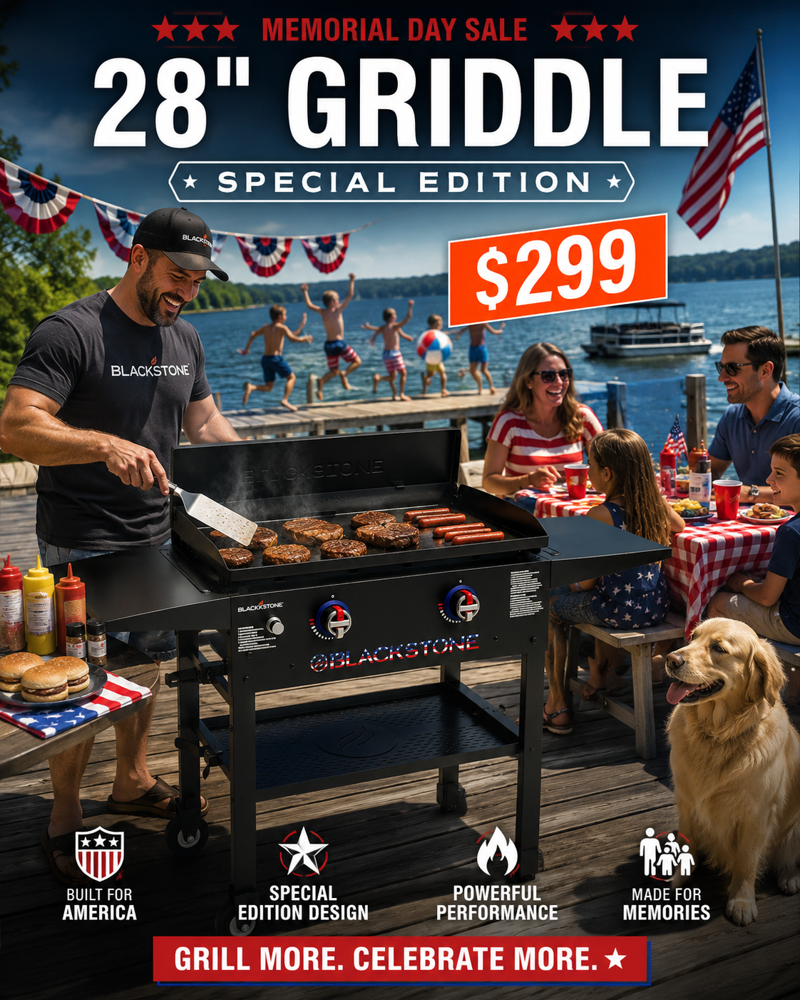 MEMORIAL DAY SALE
28" GRIDDLE
SPECIAL EDITION
$299
BLACKSTONE
BLACKSTONE
BLACKSTONE
BLACKSTONE
BUILT FOR
AMERICA
SPECIAL
EDITION DESIGN
POWERFUL
PERFORMANCE
MADE FOR
MEMORIES
GRILL MORE. CELEBRATE MORE.